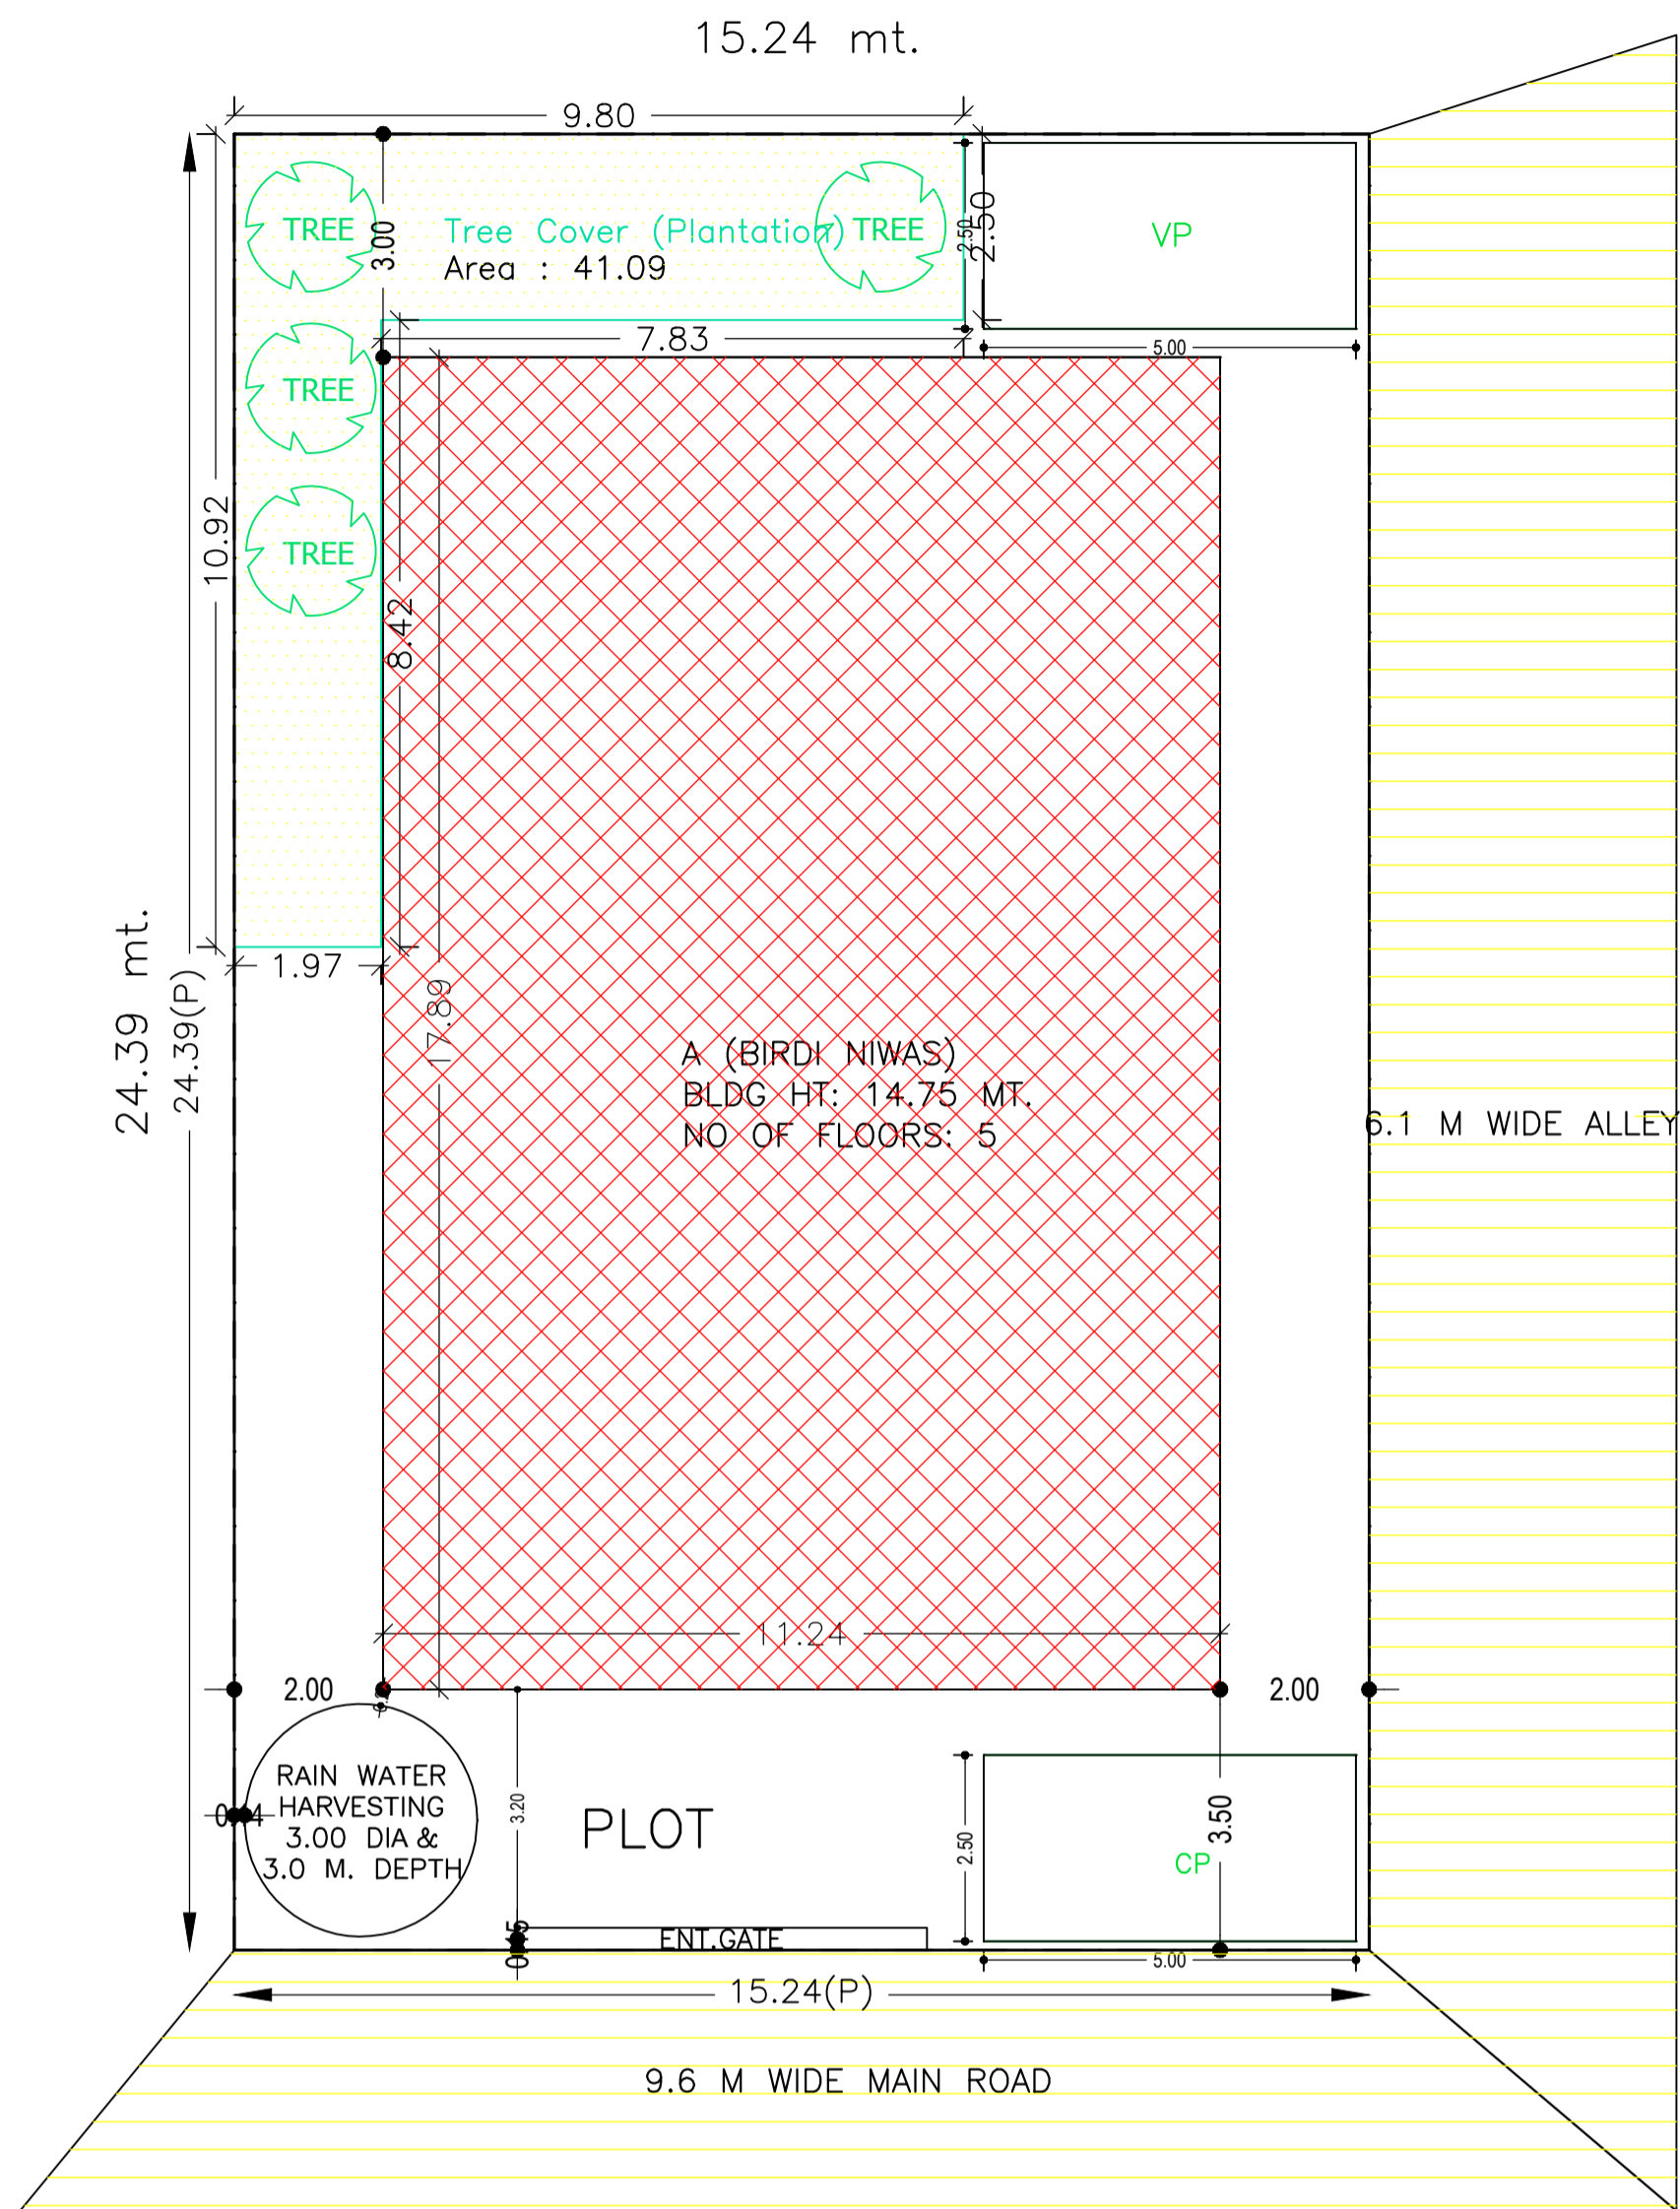 15.24 mt.
9.80
TREE
3.00
Tree Cover (Plantation)
Area : 41.09
TREE
2.50
2.50
VP
7.83
5.00
TREE
10.92
TREE
8.42
24.39 mt.
24.39(P)
1.97
17.89
A (BIRDI NIWAS)
BLDG HT: 14.75 MT.
NO OF FLOORS: 5
6.1 M WIDE ALLEY
11.24
2.00
2.00
RAIN WATER
HARVESTING
3.00 DIA &
3.0 M. DEPTH
3.20
PLOT
2.50
3.50
CP
ENT.GATE
5.00
15.24(P)
9.6 M WIDE MAIN ROAD